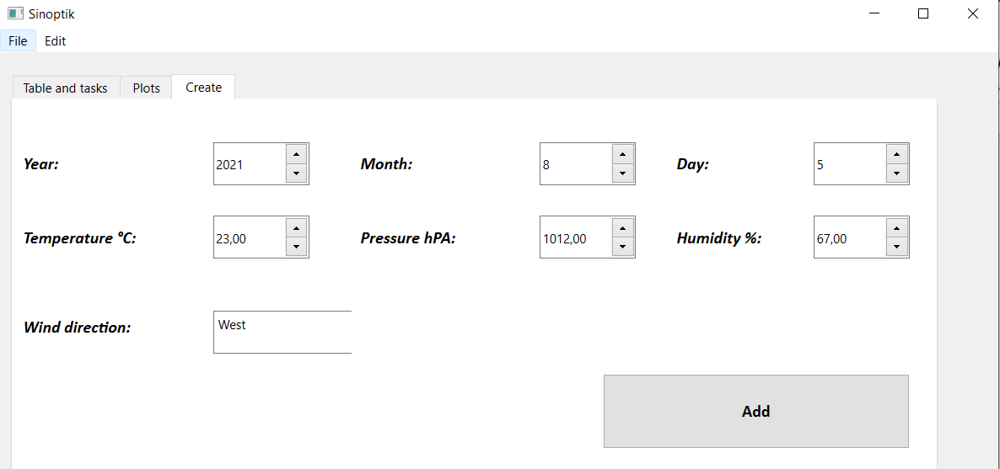 Sinoptik
File Edit
Table and tasks Plots Create
Year: 2021 Month: 8 Day: 5
Temperature °C: 23,00 Pressure hPA: 1012,00 Humidity %: 67,00
Wind direction: West
Add